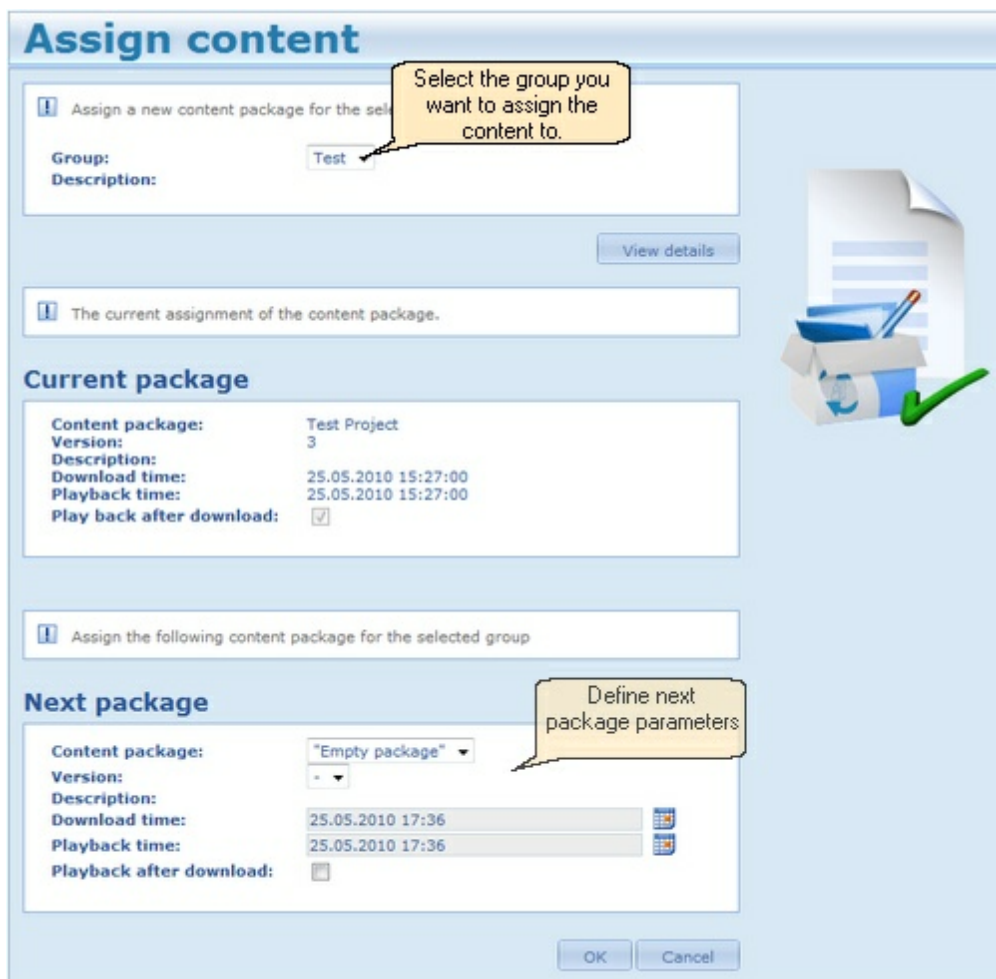 Assign content
Assign a new content package for the sel
Select the group you
want to assign the
content to.
Group: Test
Description:
View details
The current assignment of the content package.
Current package
Content package: Test Project
Version: 3
Description:
Download time: 25.05.2010 15:27:00
Playback time: 25.05.2010 15:27:00
Play back after download:
Assign the following content package for the selected group
Next package
Define next
package parameters
Content package: "Empty package"
Version: -
Description:
Download time: 25.05.2010 17:36
Playback time: 25.05.2010 17:36
Playback after download:
OK Cancel